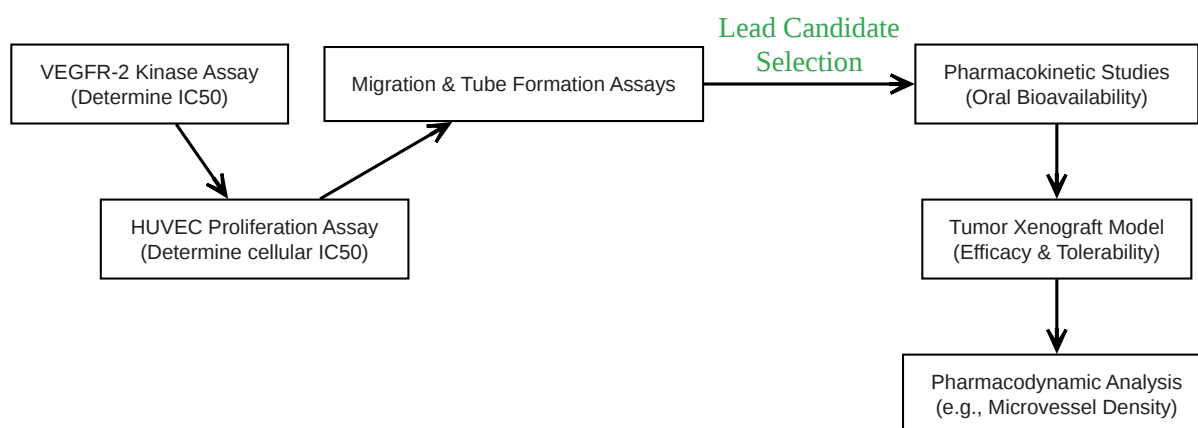 VEGFR-2 Kinase Assay
(Determine IC50)
HUVEC Proliferation Assay
(Determine cellular IC50)
Migration & Tube Formation Assays
Lead Candidate
Selection
Pharmacokinetic Studies
(Oral Bioavailability)
Tumor Xenograft Model
(Efficacy & Tolerability)
Pharmacodynamic Analysis
(e.g., Microvessel Density)